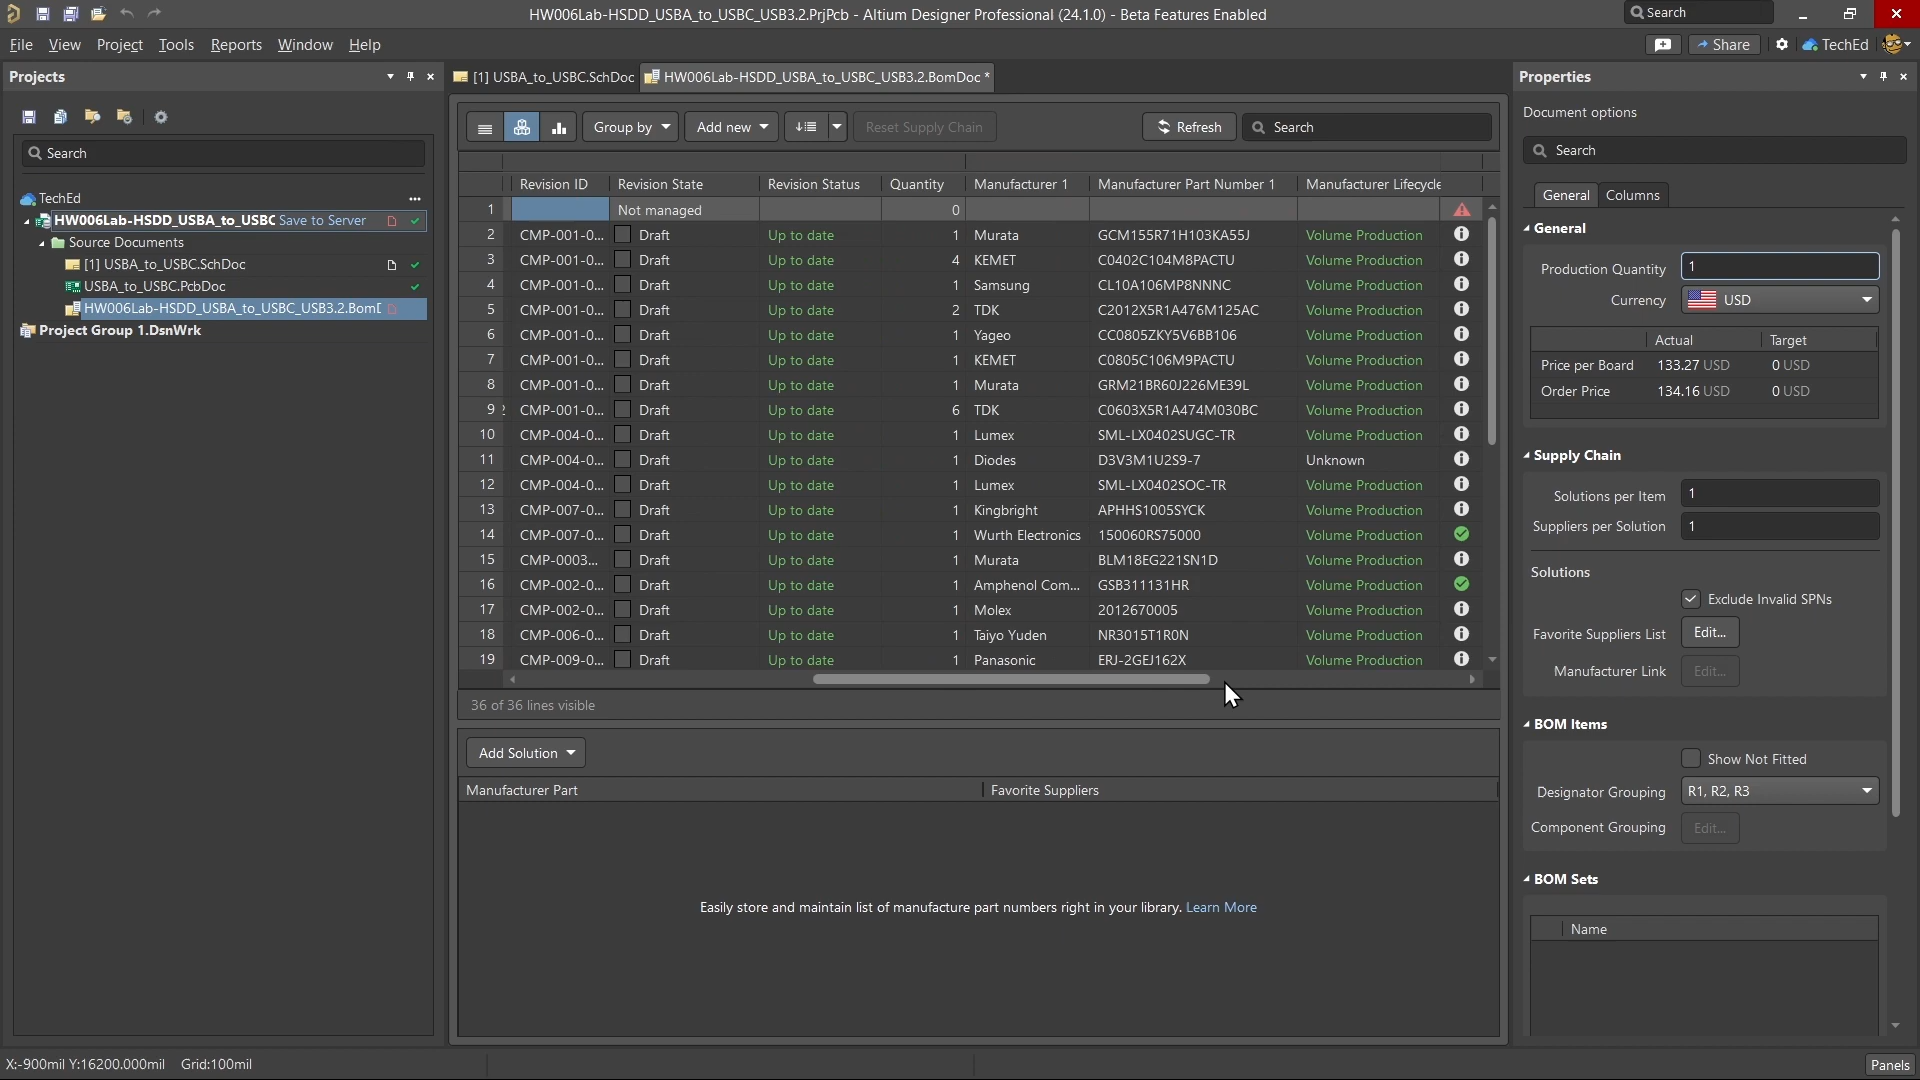 HW006Lab-HSDD_USBA_to_USBC_USB3.2.PrjPcb - Altium Designer Professional (24.1.0) - Beta Features Enabled
Search
File View Project Tools Reports Window Help
Share
TechEd
Projects
Search
TechEd
HW006Lab-HSDD_USBA_to_USBC Save to Server
Source Documents
[1] USBA_to_USBC.SchDoc
USBA_to_USBC.PcbDoc
HW006Lab-HSDD_USBA_to_USBC_USB3.2.Bom
Project Group 1.DsnWrk
[1] USBA_to_USBC.SchDoc
HW006Lab-HSDD_USBA_to_USBC_USB3.2.BomDoc *
Group by Add new Reset Supply Chain Refresh Search
Revision ID Revision State Revision Status Quantity Manufacturer 1 Manufacturer Part Number 1 Manufacturer Lifecycle
1 Not managed 0
2 CMP-001-0... Draft Up to date 1 Murata GCM155R71H103KA55J Volume Production
3 CMP-001-0... Draft Up to date 4 KEMET C0402C104M8PACTU Volume Production
4 CMP-001-0... Draft Up to date 1 Samsung CL10A106MP8NNNC Volume Production
5 CMP-001-0... Draft Up to date 2 TDK C2012X5R1A476M125AC Volume Production
6 CMP-001-0... Draft Up to date 1 Yageo CC0805ZKY5V6BB106 Volume Production
7 CMP-001-0... Draft Up to date 1 KEMET C0805C106M9PACTU Volume Production
8 CMP-001-0... Draft Up to date 1 Murata GRM21BR60J226ME39L Volume Production
9 CMP-001-0... Draft Up to date 6 TDK C0603X5R1A474M030BC Volume Production
10 CMP-004-0... Draft Up to date 1 Lumex SML-LX0402SUGC-TR Volume Production
11 CMP-004-0... Draft Up to date 1 Diodes D3V3M1U2S9-7 Unknown
12 CMP-004-0... Draft Up to date 1 Lumex SML-LX0402SOC-TR Volume Production
13 CMP-007-0... Draft Up to date 1 Kingbright APHHS1005SYCK Volume Production
14 CMP-007-0... Draft Up to date 1 Wurth Electronics 150060RS75000 Volume Production
15 CMP-0003... Draft Up to date 1 Murata BLM18EG221SN1D Volume Production
16 CMP-002-0... Draft Up to date 1 Amphenol Com... GSB311131HR Volume Production
17 CMP-002-0... Draft Up to date 1 Molex 2012670005 Volume Production
18 CMP-006-0... Draft Up to date 1 Taiyo Yuden NR3015T1R0N Volume Production
19 CMP-009-0... Draft Up to date 1 Panasonic ERJ-2GEJ162X Volume Production
36 of 36 lines visible
Add Solution
Manufacturer Part Favorite Suppliers
Easily store and maintain list of manufacture part numbers right in your library. Learn More
Properties
Document options
Search
General Columns
General
Production Quantity 1
Currency USD
Actual Target
Price per Board 133.27 USD 0 USD
Order Price 134.16 USD 0 USD
Supply Chain
Solutions per Item 1
Suppliers per Solution 1
Solutions
Exclude Invalid SPNs
Favorite Suppliers List Edit...
Manufacturer Link Edit...
BOM Items
Show Not Fitted
Designator Grouping R1, R2, R3
Component Grouping Edit...
BOM Sets
Name
X:-900mil Y:16200.000mil Grid:100mil
Panels